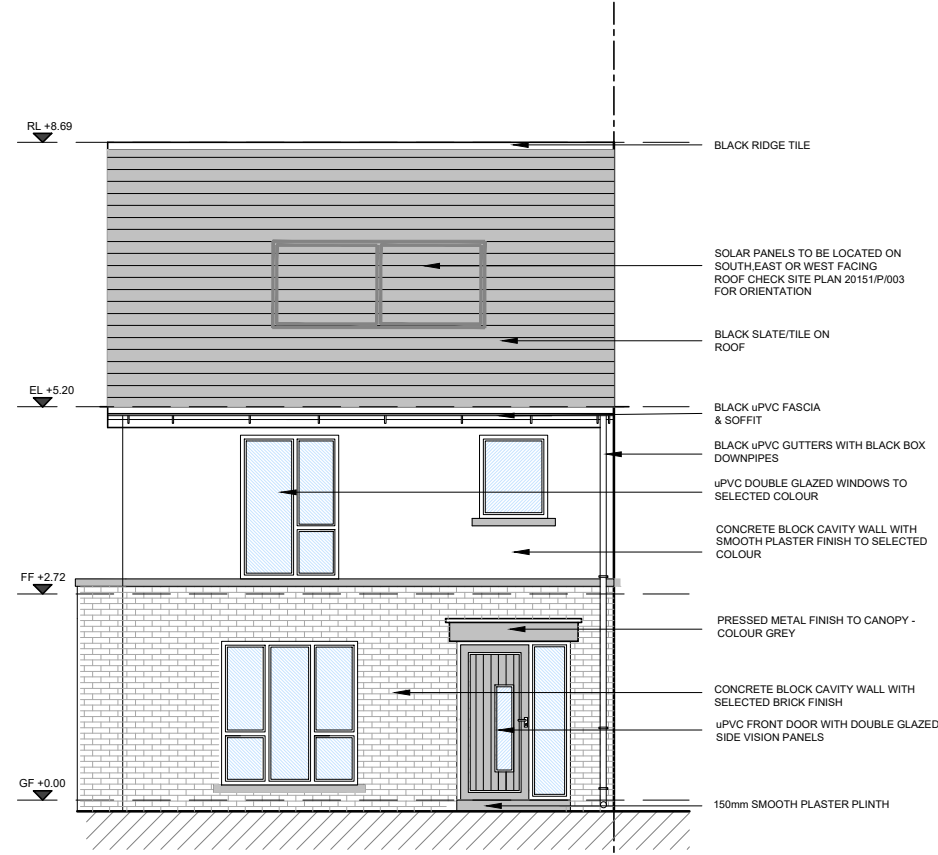 RL +8.69
BLACK RIDGE TILE
SOLAR PANELS TO BE LOCATED ON
SOUTH,EAST OR WEST FACING
ROOF CHECK SITE PLAN 20151/P/003
FOR ORIENTATION
BLACK SLATE/TILE ON
ROOF
EL +5.20
BLACK uPVC FASCIA
& SOFFIT
BLACK uPVC GUTTERS WITH BLACK BOX
DOWNPIPES
uPVC DOUBLE GLAZED WINDOWS TO
SELECTED COLOUR
CONCRETE BLOCK CAVITY WALL WITH
SMOOTH PLASTER FINISH TO SELECTED
COLOUR
FF +2.72
PRESSED METAL FINISH TO CANOPY -
COLOUR GREY
CONCRETE BLOCK CAVITY WALL WITH
SELECTED BRICK FINISH
uPVC FRONT DOOR WITH DOUBLE GLAZED
SIDE VISION PANELS
GF +0.00
150mm SMOOTH PLASTER PLINTH